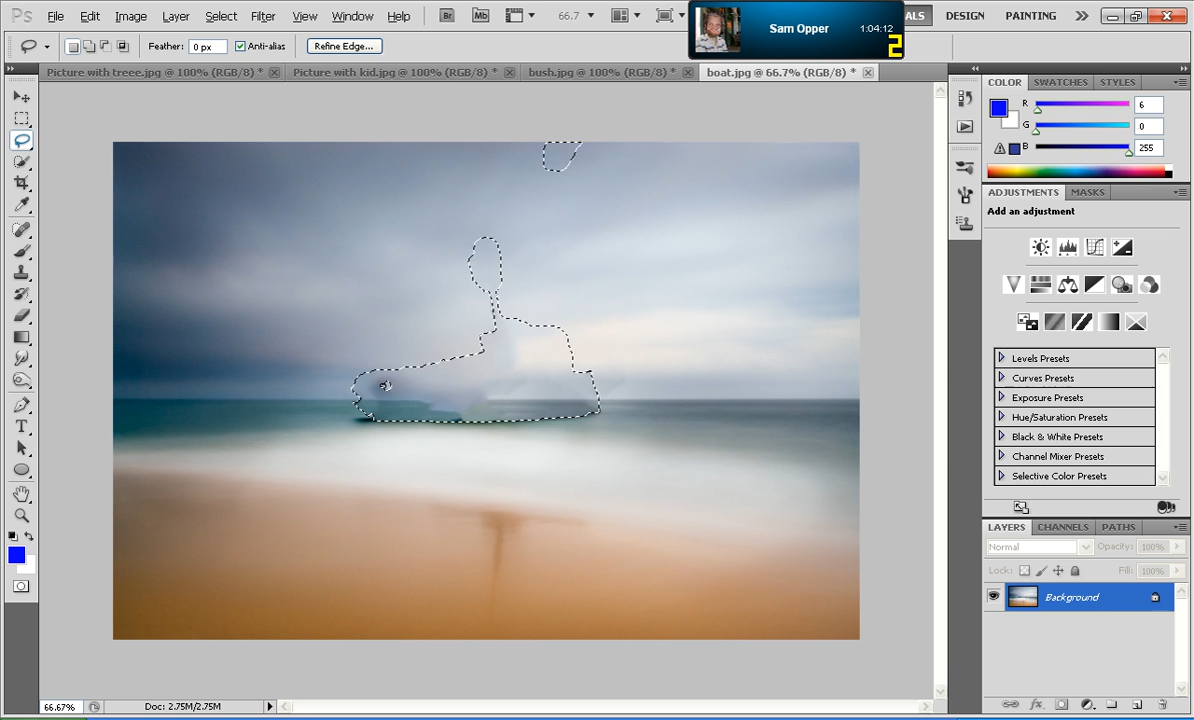 Ps File Edit Image Layer Select Filter View Window Help Br Mb 66.7 Sam Opper 1:04:12 ALS DESIGN PAINTING
2
Feather: 0 px Anti-alias Refine Edge...
Picture with treee.jpg @ 100% (RGB/8) * Picture with kid.jpg @ 100% (RGB/8) * bush.jpg @ 100% (RGB/8) * boat.jpg @ 66.7% (RGB/8) *
COLOR SWATCHES STYLES
R 6
G 0
B 255
ADJUSTMENTS MASKS
Add an adjustment
Levels Presets
Curves Presets
Exposure Presets
Hue/Saturation Presets
Black & White Presets
Channel Mixer Presets
Selective Color Presets
LAYERS CHANNELS PATHS
Normal Opacity: 100%
Lock: Fill: 100%
Background
66.67% Doc: 2.75M/2.75M